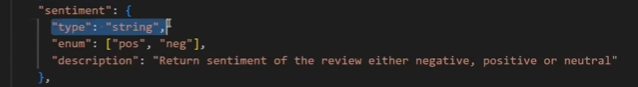 "sentiment": {
"type": "string",
"enum": ["pos", "neg"],
"description": "Return sentiment of the review either negative, positive or neutral"
},